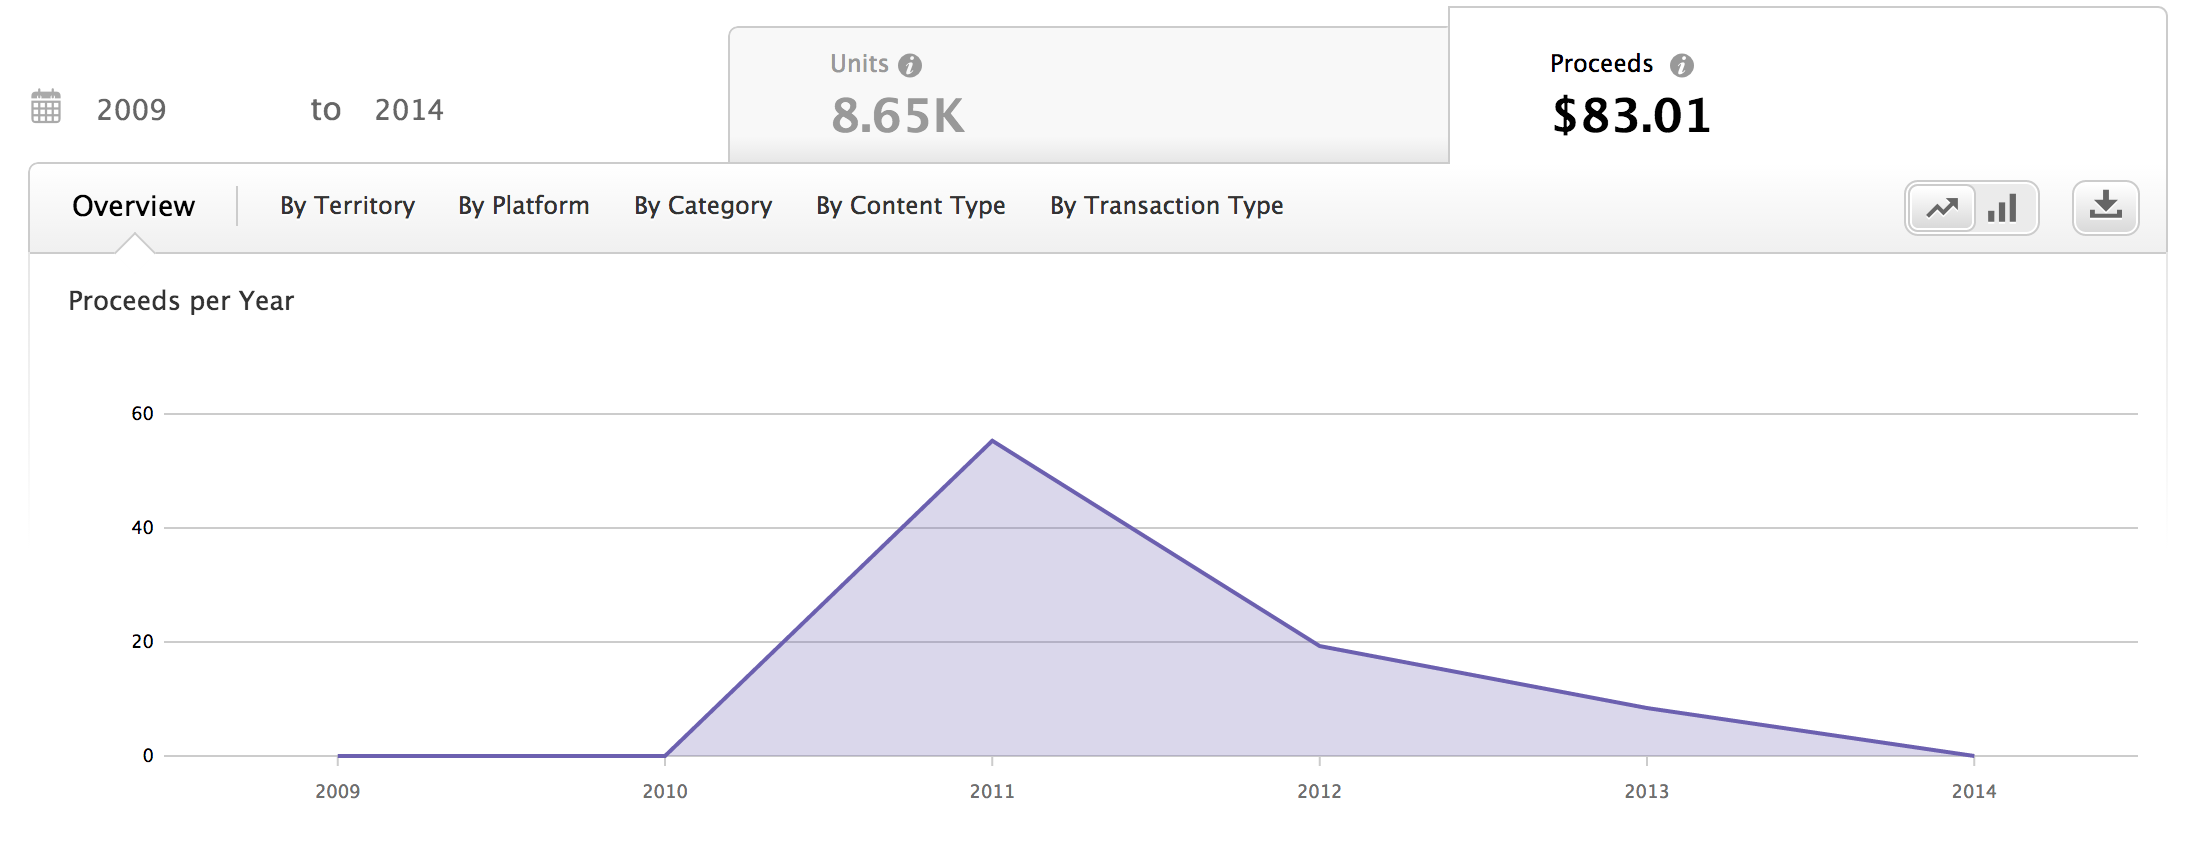 Units
8.65K
Proceeds
$83.01
2009 to 2014
Overview By Territory By Platform By Category By Content Type By Transaction Type
Proceeds per Year
60
40
20
0
2009 2010 2011 2012 2013 2014